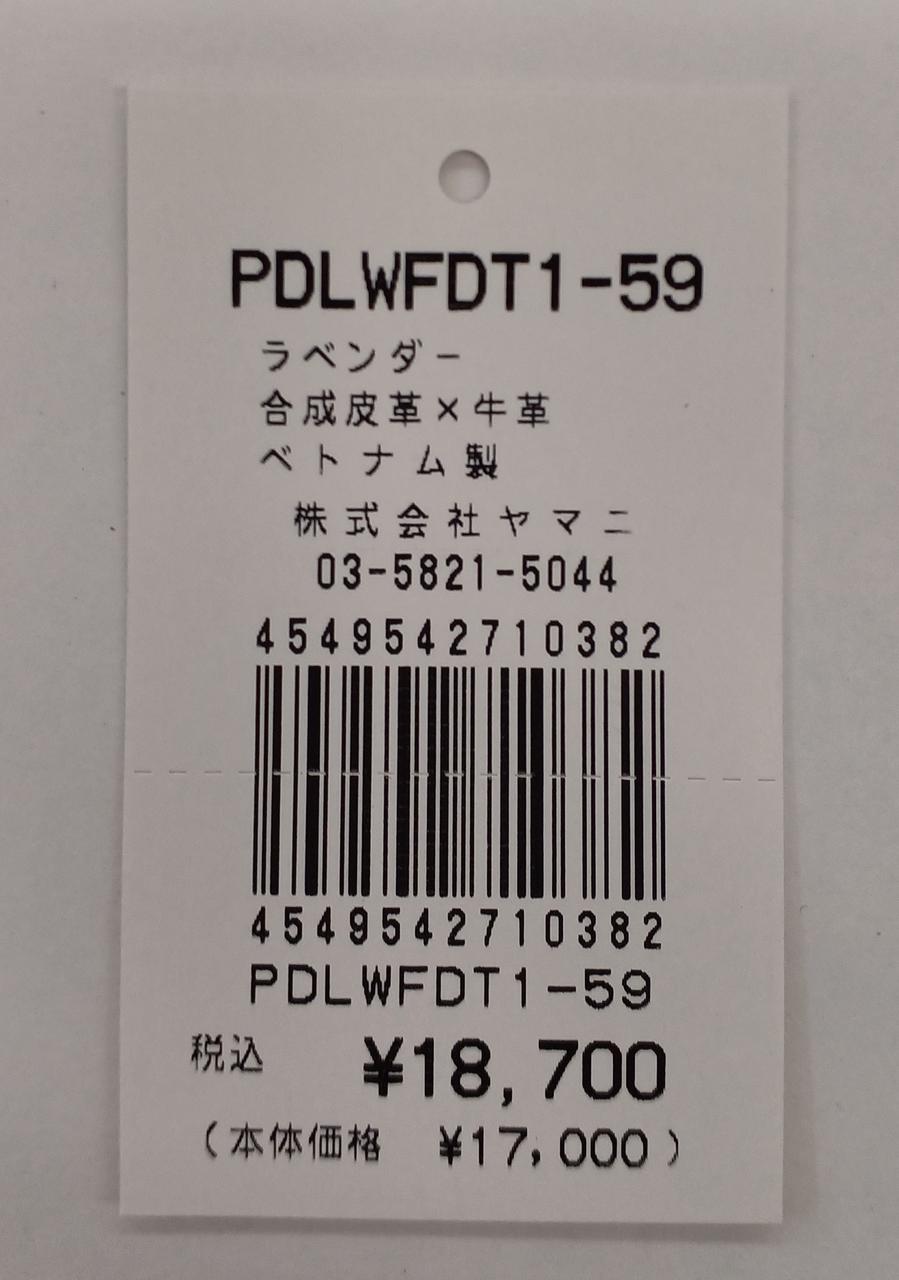 PDLWFDT1-59
ラベンダー
合成皮革×牛革
ベトナム製
株式会社ヤマニ
03-5821-5044
4549542710382
4549542710382
PDLWFDT1-59
税込 ¥18,700
(本体価格 ¥17,000)